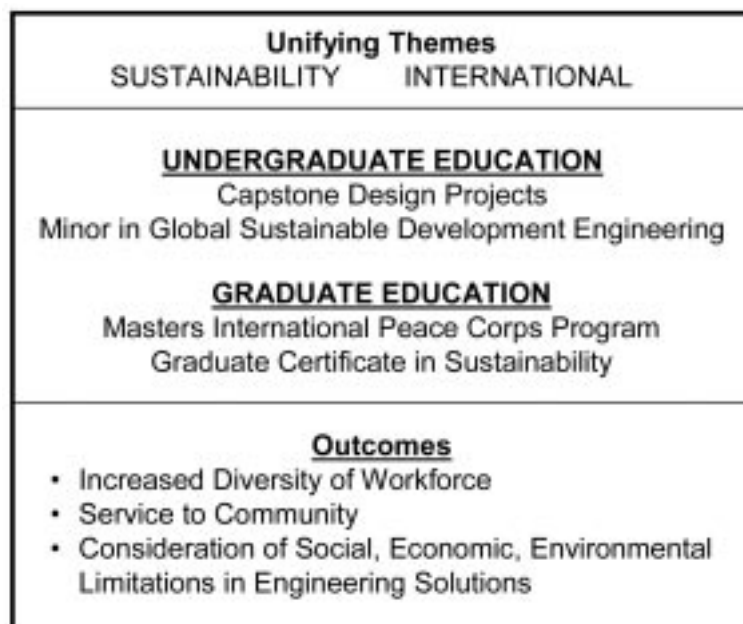 Unifying Themes
SUSTAINABILITY INTERNATIONAL
UNDERGRADUATE EDUCATION
Capstone Design Projects
Minor in Global Sustainable Development Engineering
GRADUATE EDUCATION
Masters International Peace Corps Program
Graduate Certificate in Sustainability
Outcomes
• Increased Diversity of Workforce
• Service to Community
• Consideration of Social, Economic, Environmental
Limitations in Engineering Solutions